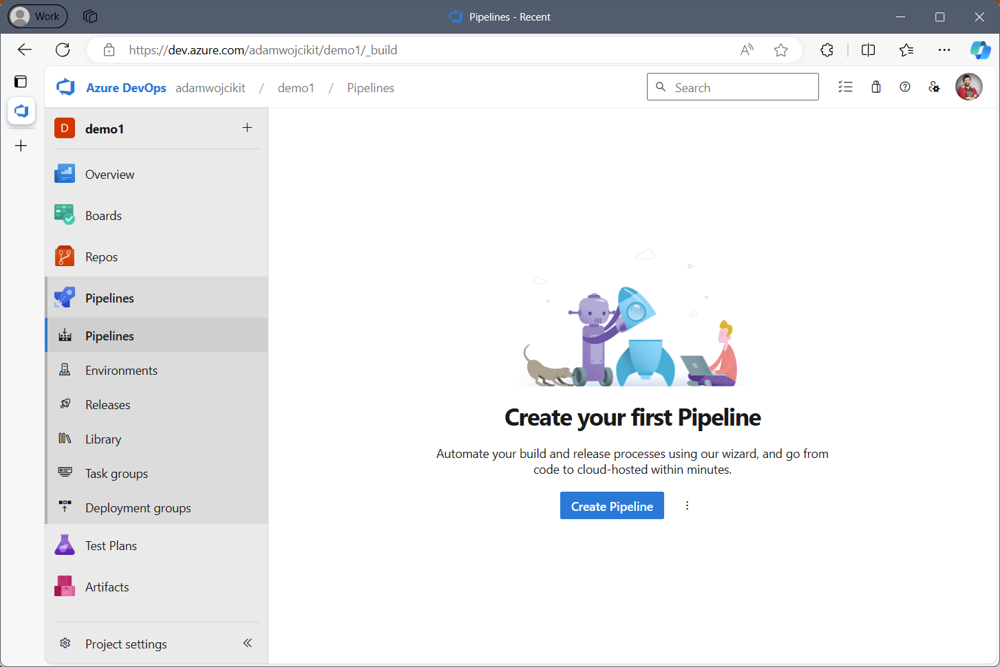 Work
Pipelines - Recent
https://dev.azure.com/adamwojcikit/demo1/_build
Azure DevOps adamwojcikit / demo1 / Pipelines
Search
D demo1
Overview
Boards
Repos
Pipelines
Pipelines
Environments
Releases
Library
Task groups
Deployment groups
Test Plans
Artifacts
Project settings
Create your first Pipeline
Automate your build and release processes using our wizard, and go from
code to cloud-hosted within minutes.
Create Pipeline